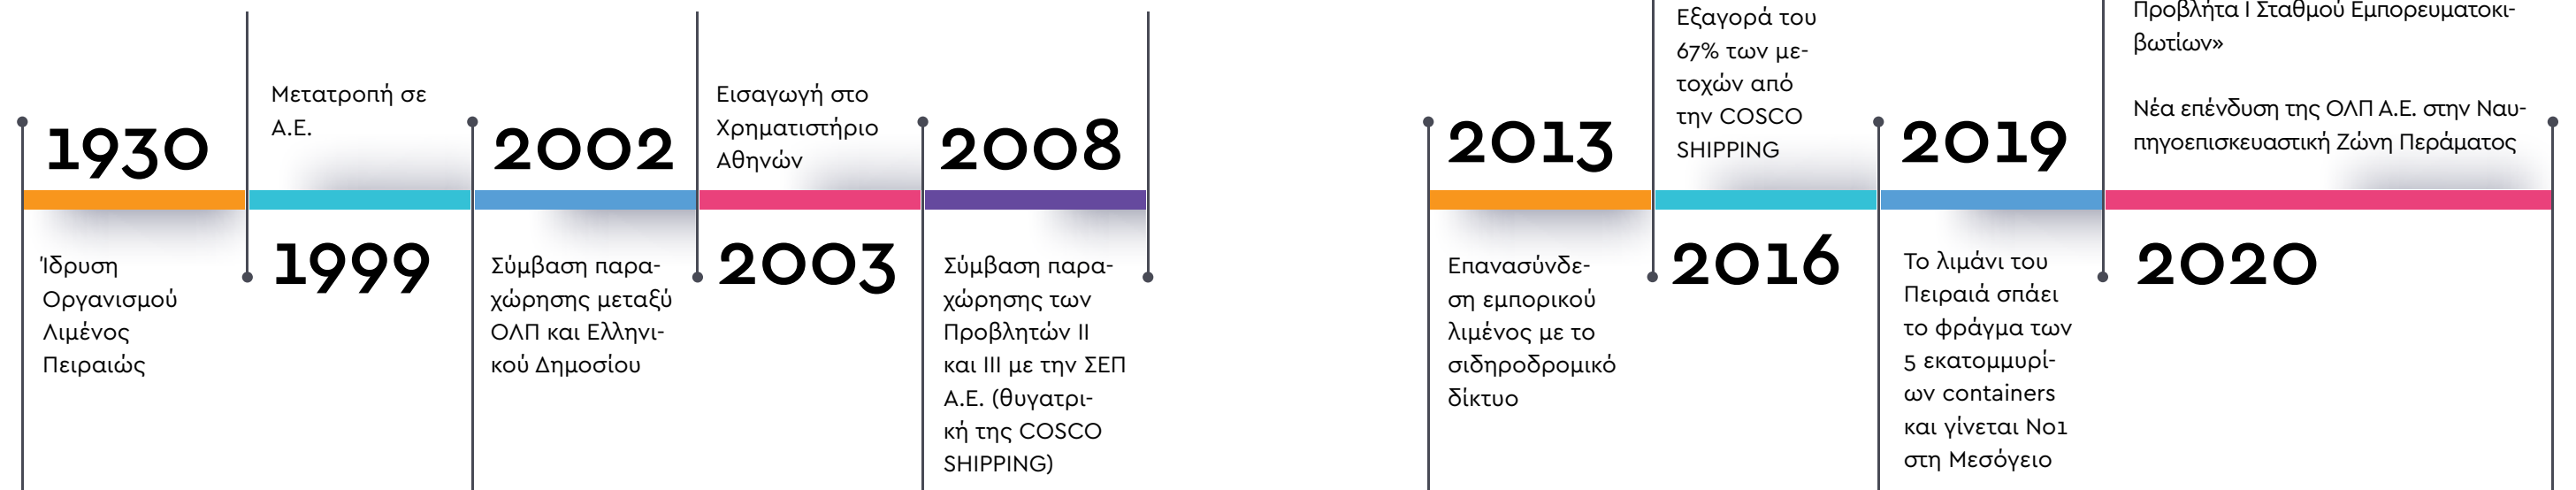 1930
Ίδρυση
Οργανισμού
Λιμένος
Πειραιώς
Μετατροπή σε
Α.Ε.
1999
2002
Σύμβαση παρα-
χώρησης μεταξύ
ΟΛΠ και Ελληνι-
κού Δημοσίου
Εισαγωγή στο
Χρηματιστήριο
Αθηνών
2003
2008
Σύμβαση παρα-
χώρησης των
Προβλητών ΙΙ
και ΙΙΙ με την ΣΕΠ
Α.Ε. (θυγατρι-
κή της COSCO
SHIPPING)
2013
Επανασύνδε-
ση εμπορικού
λιμένος με το
σιδηροδρομικό
δίκτυο
Εξαγορά του
67% των με-
τοχών από
την COSCO
SHIPPING
2016
2019
Το λιμάνι του
Πειραιά σπάει
το φράγμα των
5 εκατομμυρί-
ων containers
και γίνεται Νο1
στη Μεσόγειο
Προβλήτα Ι Σταθμού Εμπορευματοκι-
βωτίων»
Νέα επένδυση της ΟΛΠ Α.Ε. στην Ναυ-
πηγοεπισκευαστική Ζώνη Περάματος
2020